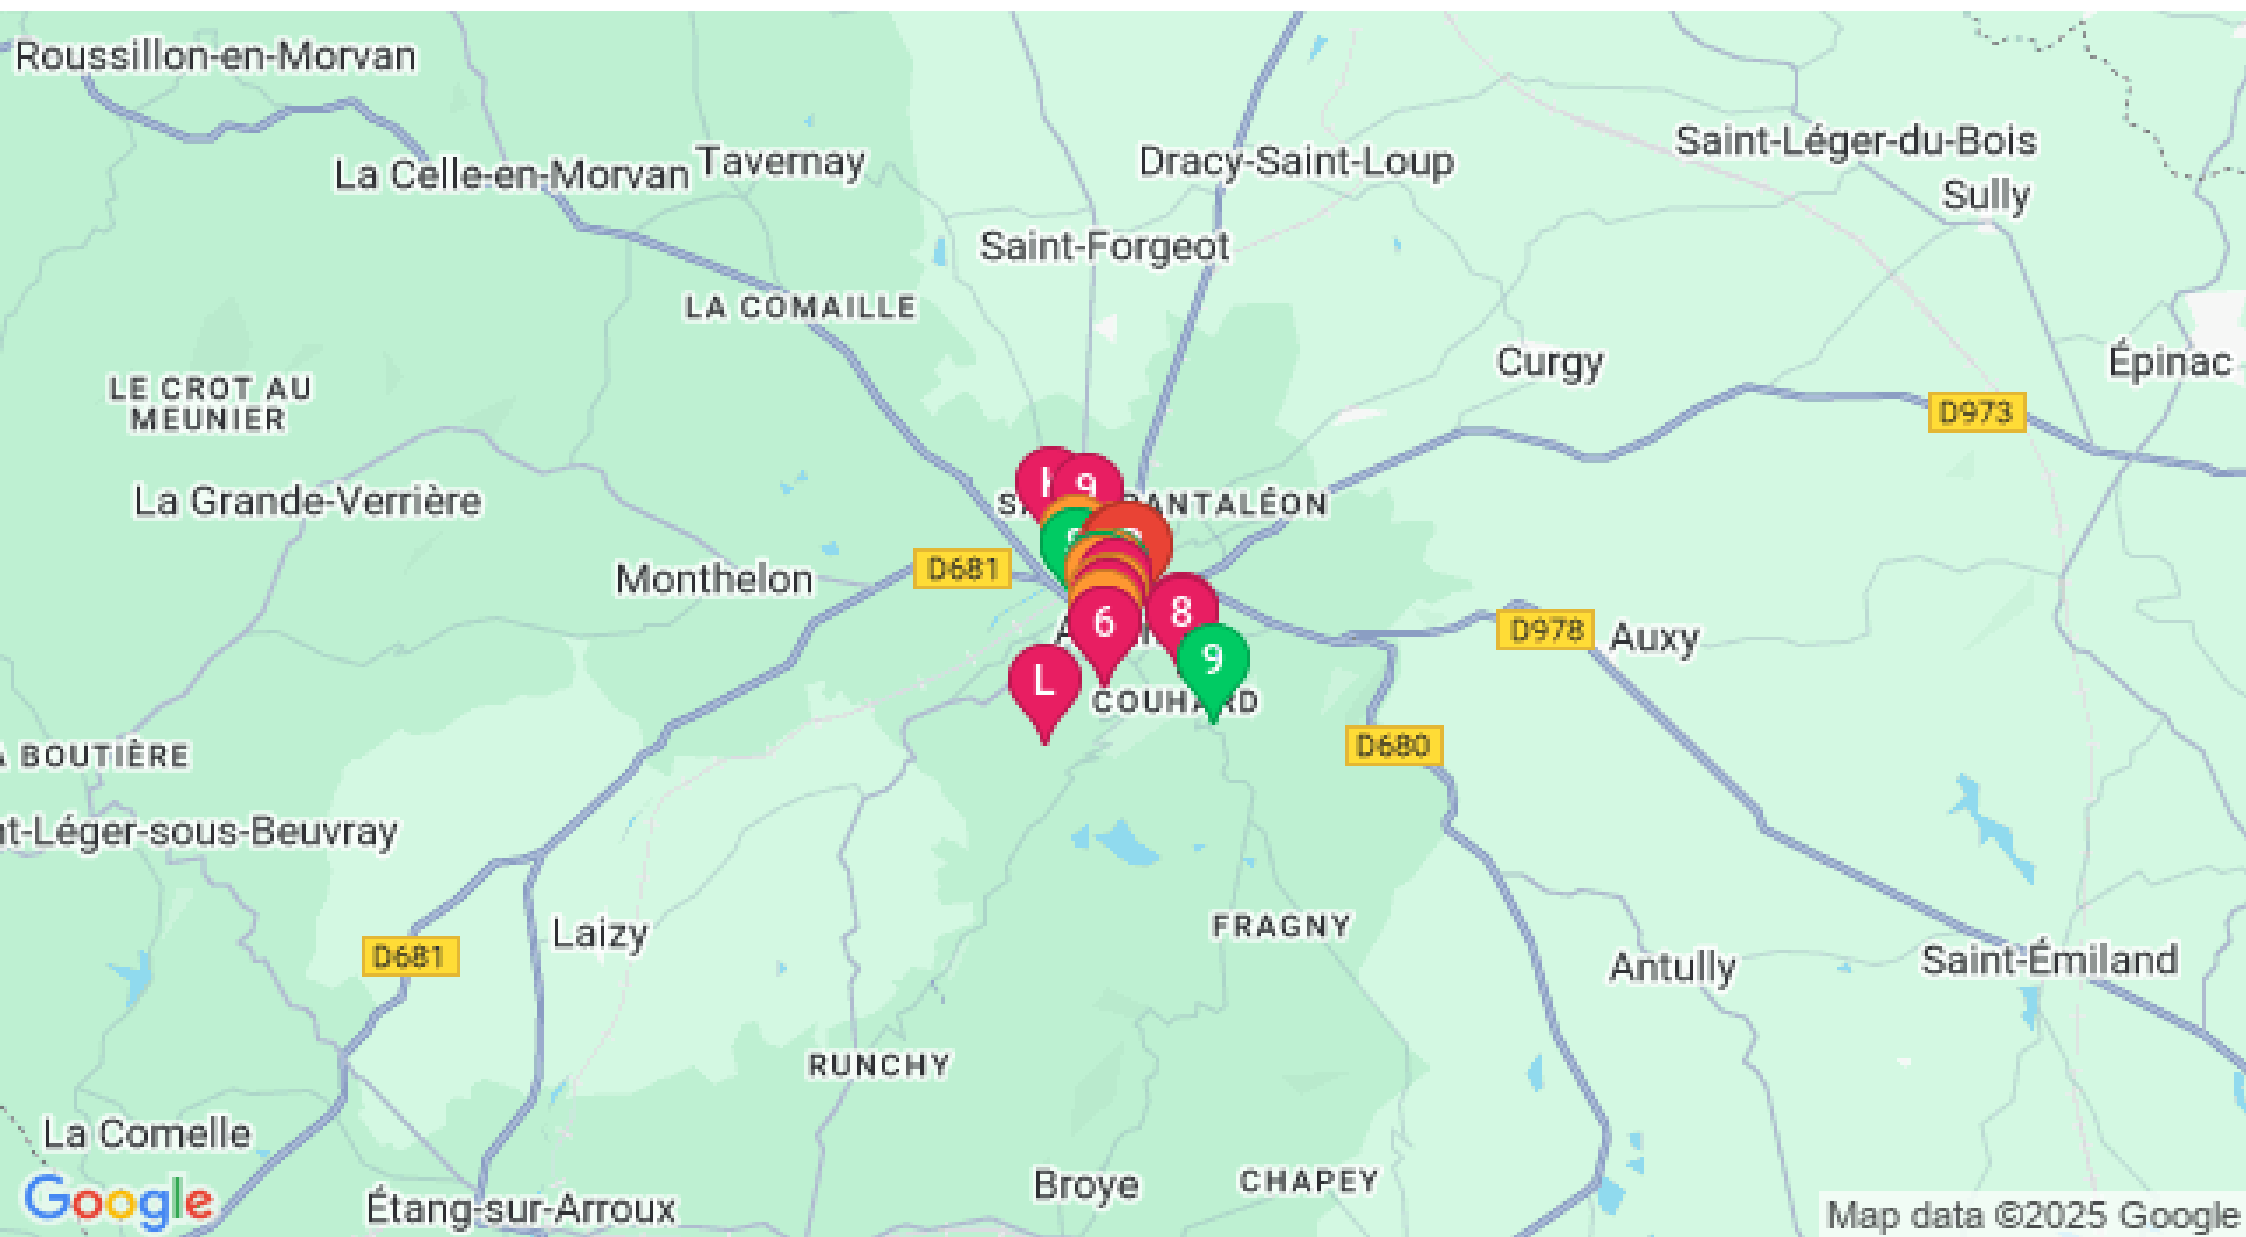 Roussillon-en-Morvan
La Celle-en-Morvan
Tavernay
Dracy-Saint-Loup
Saint-Léger-du-Bois
Sully
Saint-Forgeot
LA COMAILLE
Curgy
Épinac
LE CROT AU
MEUNIER
D973
La Grande-Verrière
9
ANTALÉON
D681
Monthelon
6
8
D978
Auxy
9
L
COUHARD
D680
BOUTIÈRE
t-Léger-sous-Beuvray
Laizy
FRAGNY
D681
Antully
Saint-Émiland
RUNCHY
La Comelle
Broye
CHAPEY
Google
Étang-sur-Arroux
Map data ©2025 Google